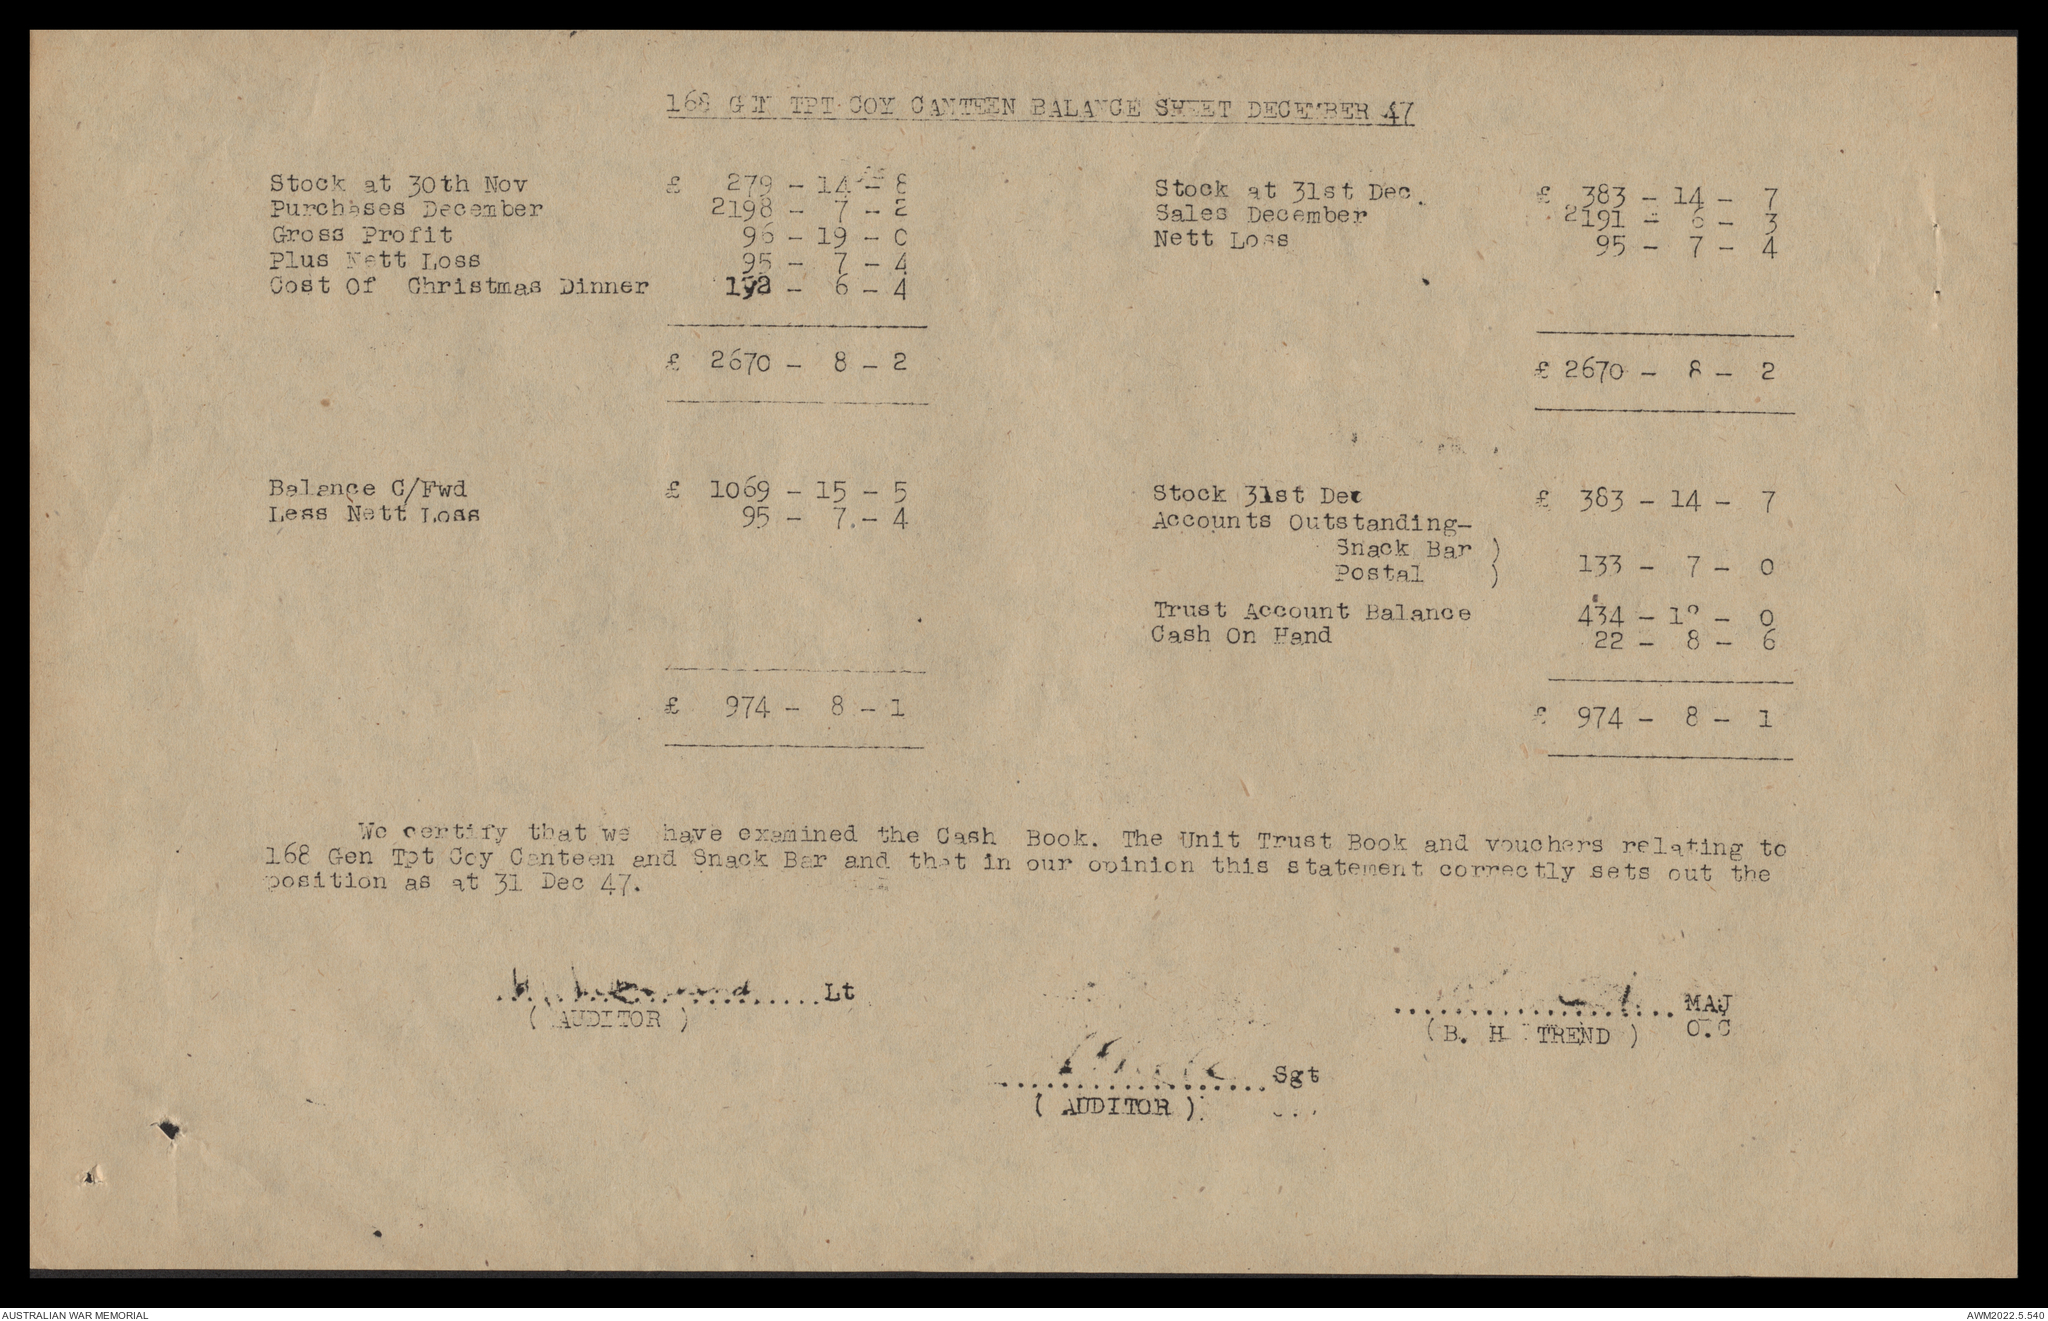 168 GEN TPT COY CANTEEN BALANCE SHEET DECEMBER 47
Stock at 30th Nov £ 279 - 14 - 8
Purchases December 2198 - 7 - 2
Gross Profit 96 - 19 - 0
Plus Nett Loss 95 - 7 - 4
Cost Of Christmas Dinner 192 - 6 - 4
£ 2670 - 8 - 2
Stock at 31st Dec. £ 383 - 14 - 7
Sales December 2191 - 6 - 3
Nett Loss 95 - 7 - 4
£ 2670 - 8 - 2
Balance C/Fwd £ 1069 - 15 - 5
Less Nett Loss 95 - 7 - 4
£ 974 - 8 - 1
Stock 31st Dec £ 383 - 14 - 7
Accounts Outstanding-
Snack Bar )
Postal ) 133 - 7 - 0
Trust Account Balance 434 - 18 - 0
Cash On Hand 22 - 8 - 6
£ 974 - 8 - 1
We certify that we have examined the Cash Book. The Unit Trust Book and vouchers relating to
168 Gen Tpt Coy Canteen and Snack Bar and that in our opinion this statement correctly sets out the
position as at 31 Dec 47.
Lt
( AUDITOR )
MAJ
( B. H. TREND ) O.C
Sgt
( AUDITOR )
AUSTRALIAN WAR MEMORIAL
AWM2022.5.540